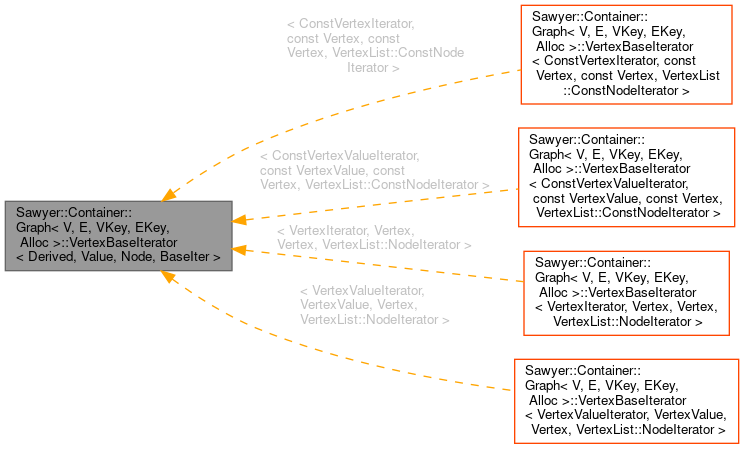 < ConstVertexIterator,
const Vertex, const
Vertex, VertexList::ConstNode
Iterator >
Sawyer::Container::
Graph< V, E, VKey, EKey,
Alloc >::VertexBaseIterator
< ConstVertexIterator, const
Vertex, const Vertex, VertexList
::ConstNodeIterator >
< ConstVertexValueIterator,
const VertexValue, const
Vertex, VertexList::ConstNodeIterator >
Sawyer::Container::
Graph< V, E, VKey, EKey,
Alloc >::VertexBaseIterator
< ConstVertexValueIterator,
const VertexValue, const Vertex,
VertexList::ConstNodeIterator >
Sawyer::Container::
Graph< V, E, VKey, EKey,
Alloc >::VertexBaseIterator
< Derived, Value, Node, BaseIter >
< VertexIterator, Vertex,
Vertex, VertexList::NodeIterator >
Sawyer::Container::
Graph< V, E, VKey, EKey,
Alloc >::VertexBaseIterator
< VertexIterator, Vertex, Vertex,
VertexList::NodeIterator >
< VertexValueIterator,
VertexValue, Vertex,
VertexList::NodeIterator >
Sawyer::Container::
Graph< V, E, VKey, EKey,
Alloc >::VertexBaseIterator
< VertexValueIterator, VertexValue,
Vertex, VertexList::NodeIterator >